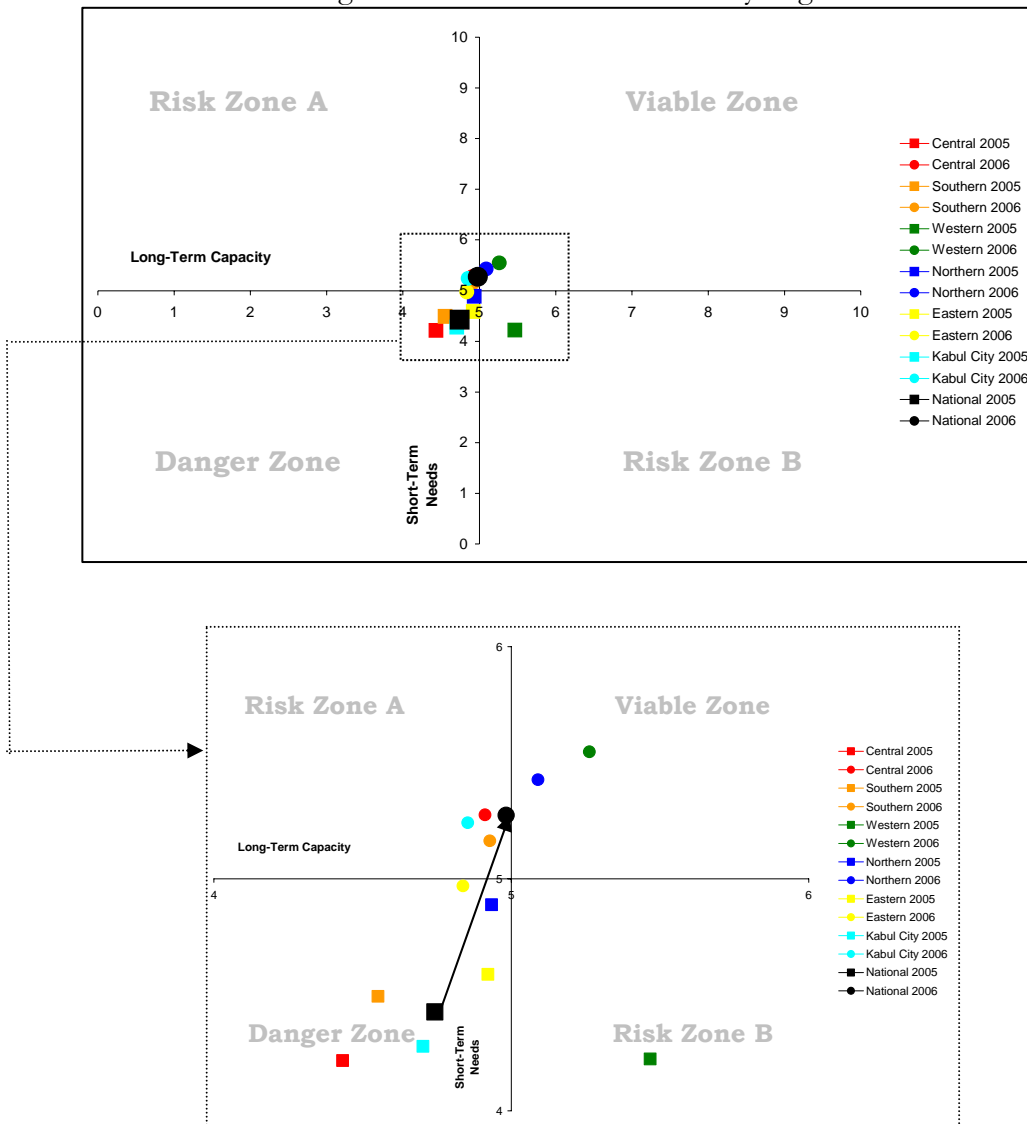 10
Risk Zone A
Viable Zone
9
8
7
6
Long-Term Capacity
5
0 1 2 3 4 5 6 7 8 9 10
4
3
2
Danger Zone
Risk Zone B
Short-Term
Needs
1
0
Central 2005
Central 2006
Southern 2005
Southern 2006
Western 2005
Western 2006
Northern 2005
Northern 2006
Eastern 2005
Eastern 2006
Kabul City 2005
Kabul City 2006
National 2005
National 2006
6
Risk Zone A
Viable Zone
Long-Term Capacity
4 5 6
5
Danger Zone
Risk Zone B
Short-Term
Needs
4
Central 2005
Central 2006
Southern 2005
Southern 2006
Western 2005
Western 2006
Northern 2005
Northern 2006
Eastern 2005
Eastern 2006
Kabul City 2005
Kabul City 2006
National 2005
National 2006